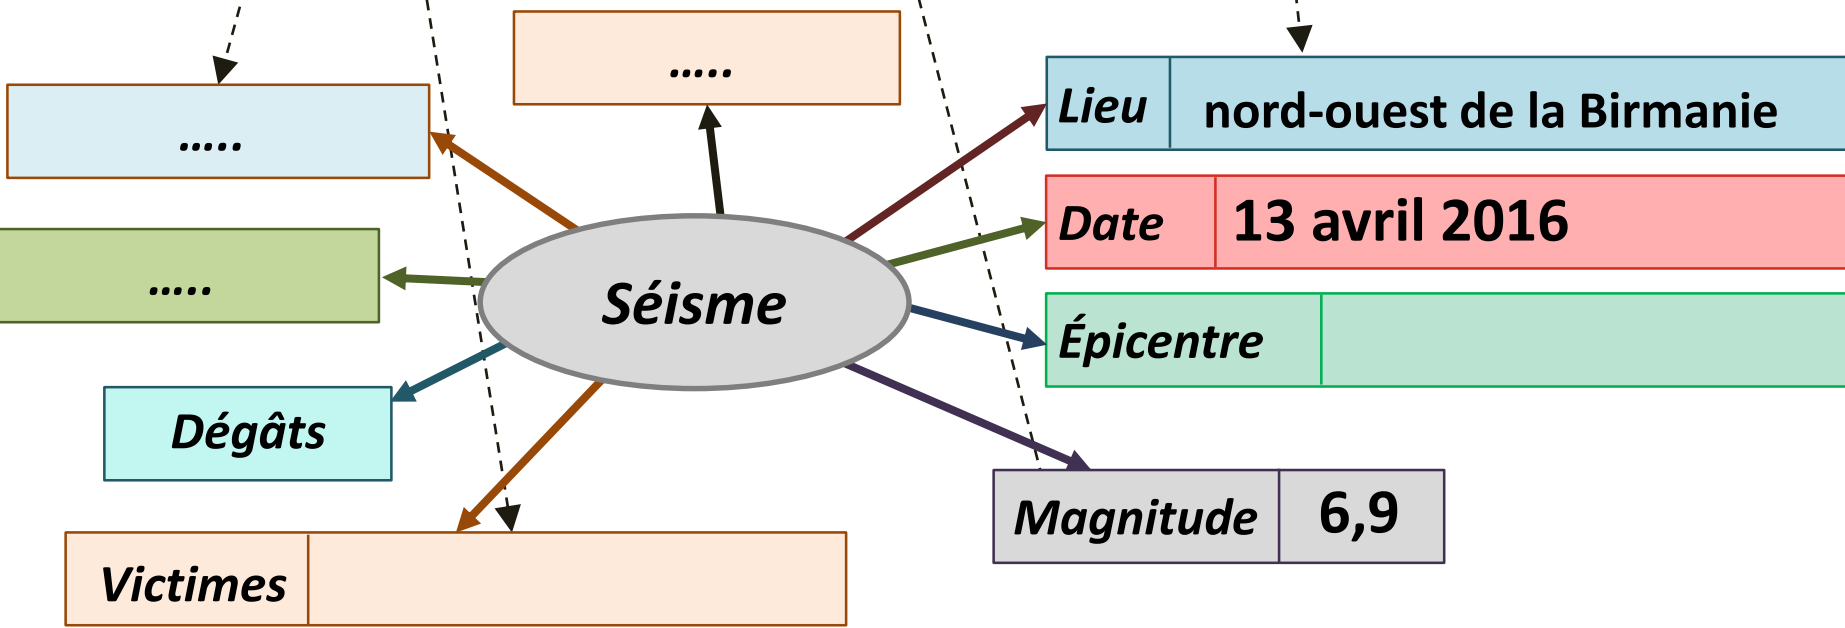 .....
Lieu nord-ouest de la Birmanie
.....
Date 13 avril 2016
.....
Séisme
Épicentre
Dégâts
Magnitude 6,9
Victimes